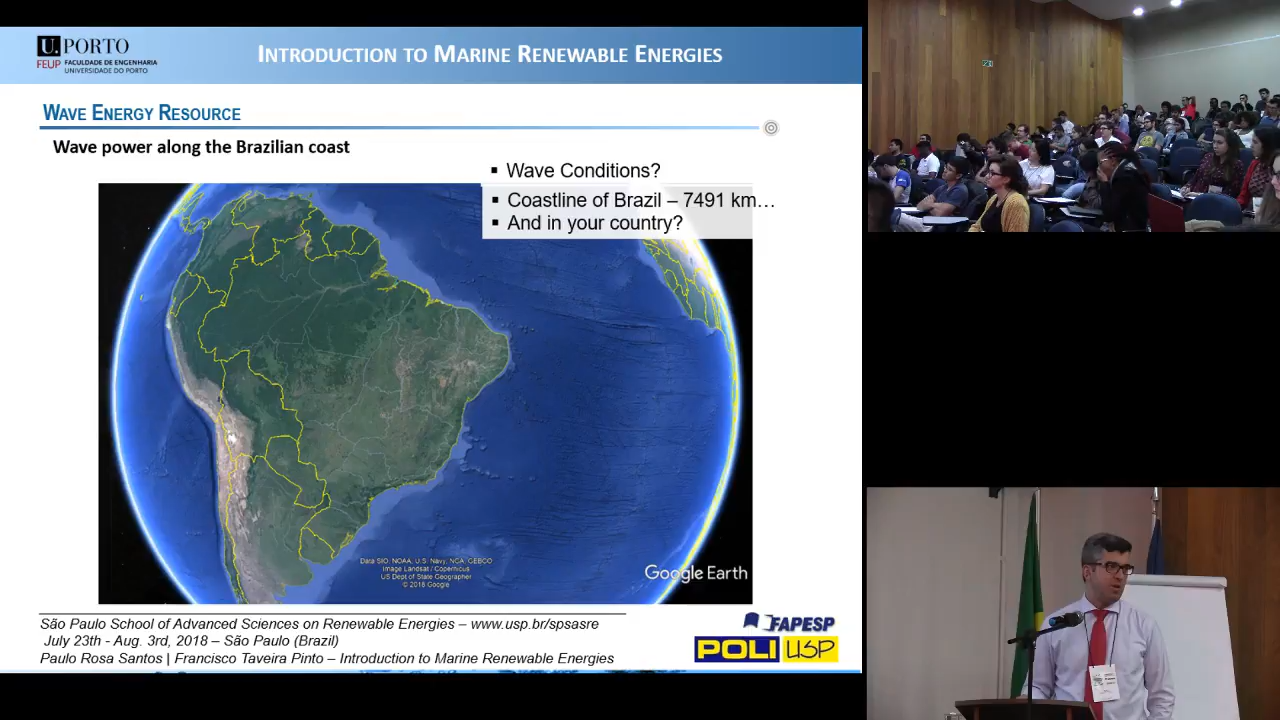 U.PORTO
FEUP FACULDADE DE ENGENHARIA
UNIVERSIDADE DO PORTO
INTRODUCTION TO MARINE RENEWABLE ENERGIES
WAVE ENERGY RESOURCE
Wave power along the Brazilian coast
▪ Wave Conditions?
▪ Coastline of Brazil – 7491 km…
▪ And in your country?
Data SIO, NOAA, U.S. Navy, NGA, GEBCO
Image Landsat / Copernicus
US Dept of State Geographer
© 2018 Google
Google Earth
São Paulo School of Advanced Sciences on Renewable Energies – www.usp.br/spsasre
July 23th - Aug. 3rd, 2018 – São Paulo (Brazil)
Paulo Rosa Santos | Francisco Taveira Pinto – Introduction to Marine Renewable Energies
FAPESP
POLI USP